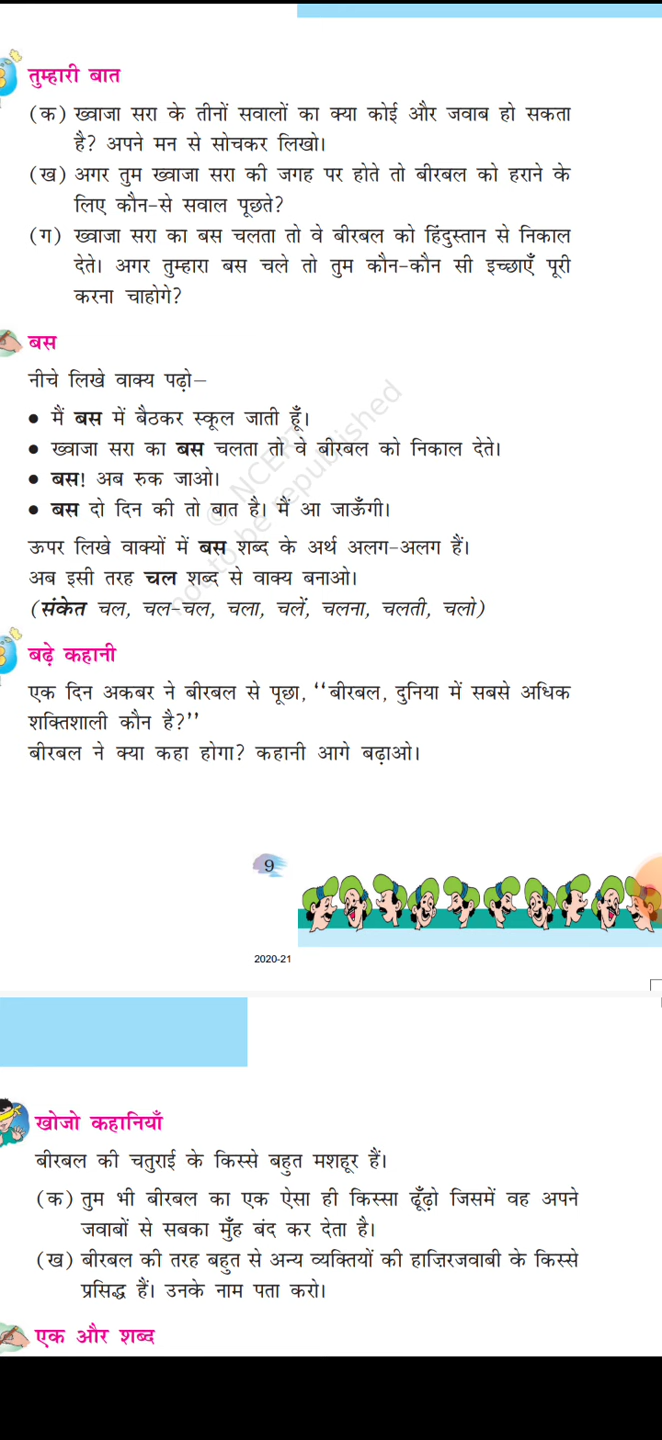 तुम्हारी बात
(क) ख्वाजा सरा के तीनों सवालों का क्या कोई और जवाब हो सकता
है? अपने मन से सोचकर लिखो।
(ख) अगर तुम ख्वाजा सरा की जगह पर होते तो बीरबल को हराने के
लिए कौन-से सवाल पूछते?
(ग) ख्वाजा सरा का बस चलता तो वे बीरबल को हिंदुस्तान से निकाल
देते। अगर तुम्हारा बस चले तो तुम कौन-कौन सी इच्छाएँ पूरी
करना चाहोगे?
बस
नीचे लिखे वाक्य पढ़ो–
• मैं बस में बैठकर स्कूल जाती हूँ।
• ख्वाजा सरा का बस चलता तो वे बीरबल को निकाल देते।
• बस! अब रुक जाओ।
• बस दो दिन की तो बात है। मैं आ जाऊँगी।
ऊपर लिखे वाक्यों में बस शब्द के अर्थ अलग-अलग हैं।
अब इसी तरह चल शब्द से वाक्य बनाओ।
(संकेत चल, चल-चल, चला, चलें, चलना, चलती, चलो)
© NCERT
not to be republished
बढ़े कहानी
एक दिन अकबर ने बीरबल से पूछा, ‘‘बीरबल, दुनिया में सबसे अधिक
शक्तिशाली कौन है?’’
बीरबल ने क्या कहा होगा? कहानी आगे बढ़ाओ।
9
2020-21
खोजो कहानियाँ
बीरबल की चतुराई के किस्से बहुत मशहूर हैं।
(क) तुम भी बीरबल का एक ऐसा ही किस्सा ढूँढ़ो जिसमें वह अपने
जवाबों से सबका मुँह बंद कर देता है।
(ख) बीरबल की तरह बहुत से अन्य व्यक्तियों की हाज़िरजवाबी के किस्से
प्रसिद्ध हैं। उनके नाम पता करो।
एक और शब्द